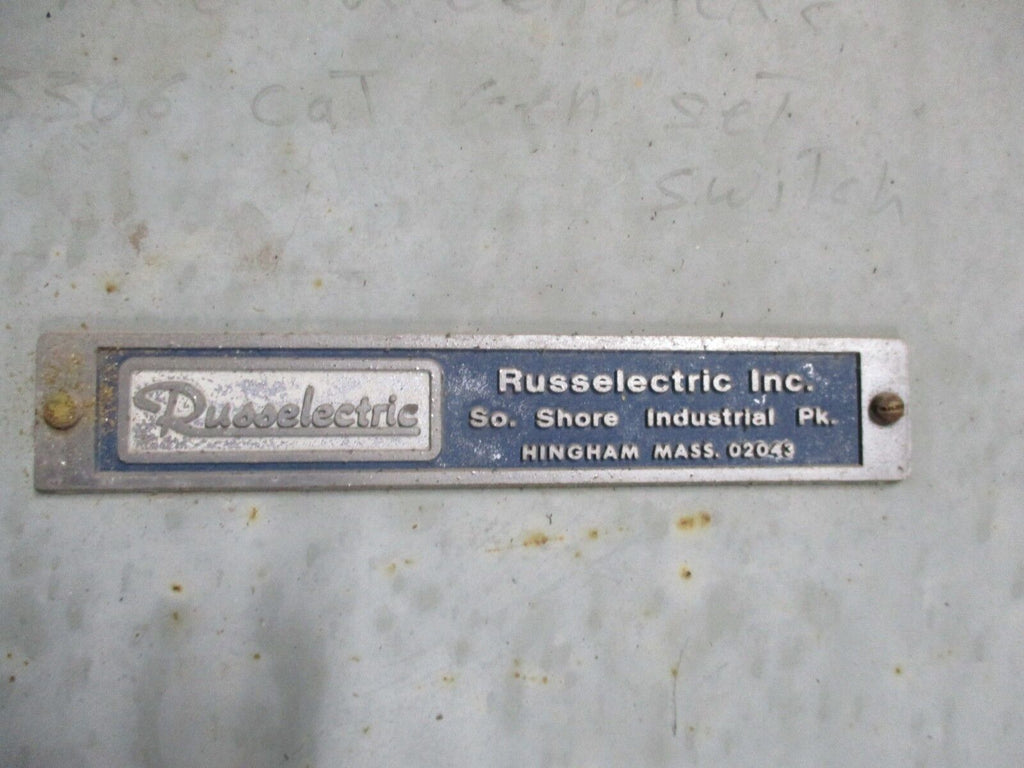 cat gen set
switch
Russelectric
Russelectric Inc.
So. Shore Industrial Pk.
HINGHAM MASS. 02043